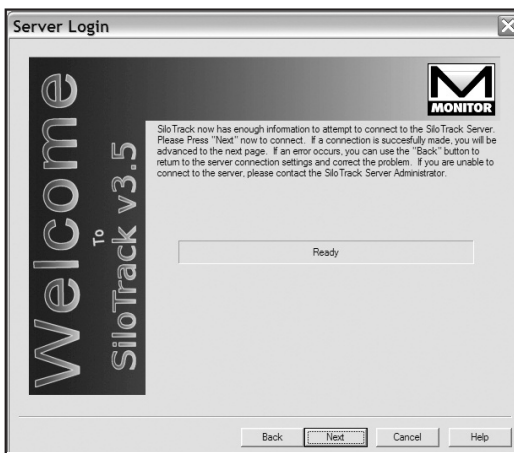 Server Login
Welcome
To
SiloTrack v3.5
MONITOR
SiloTrack now has enough information to attempt to connect to the SiloTrack Server.
Please Press "Next" now to connect. If a connection is succesfully made, you will be
advanced to the next page. If an error occurs, you can use the "Back" button to
return to the server connection settings and correct the problem. If you are unable to
connect to the server, please contact the SiloTrack Server Administrator.
Ready
Back Next Cancel Help